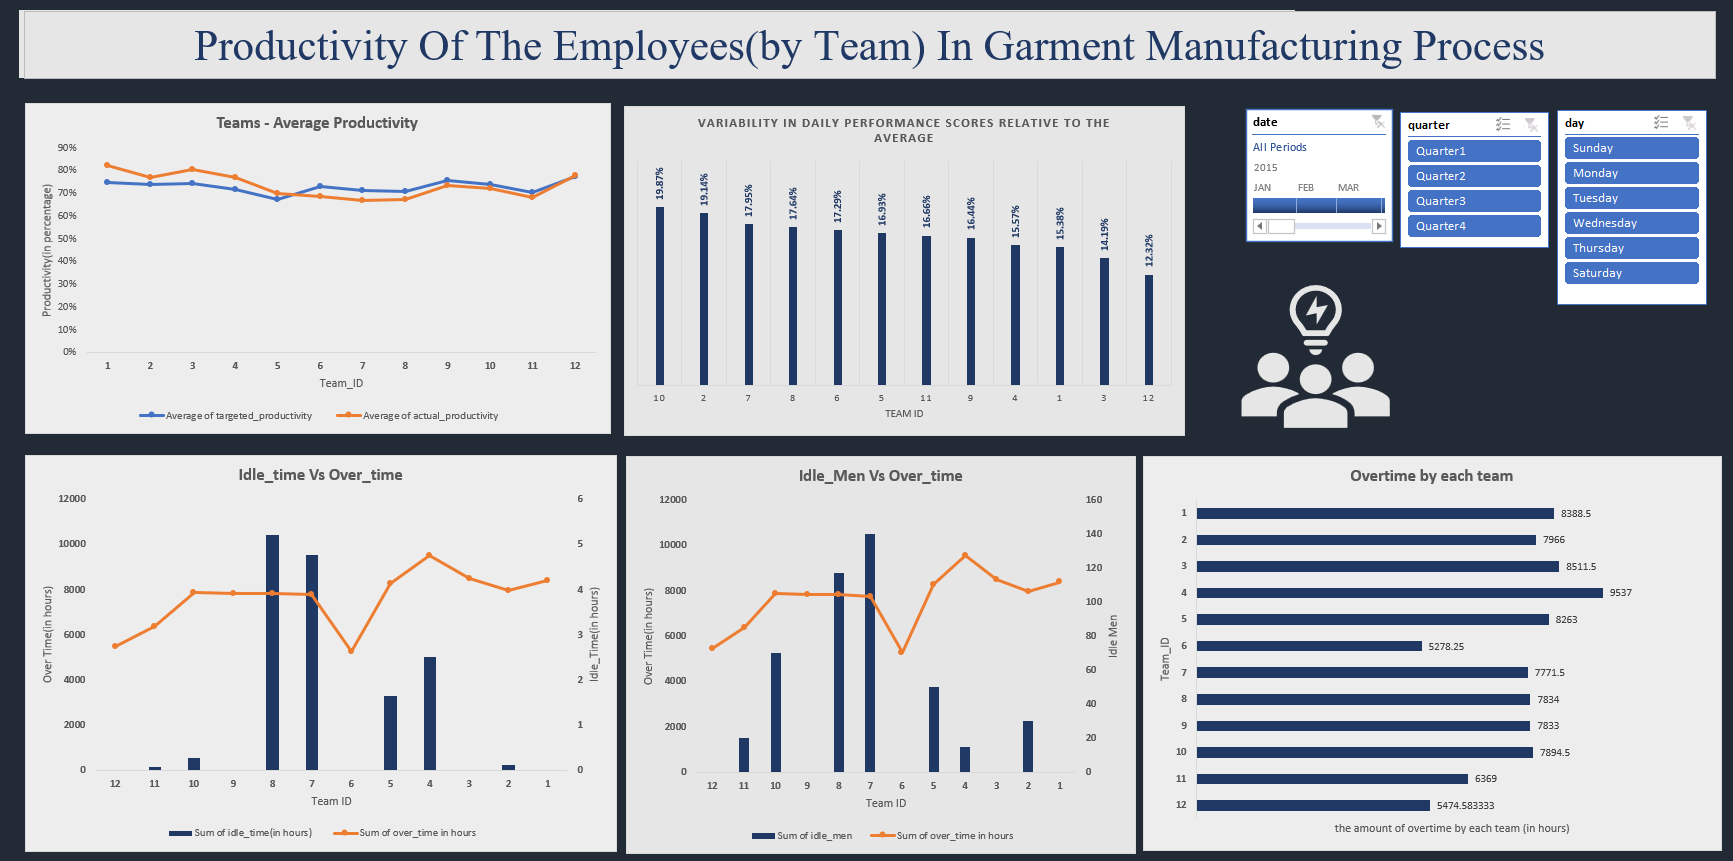 Productivity Of The Employees(by Team) In Garment Manufacturing Process
Teams - Average Productivity
Productivity(in percentage)
90%
80%
70%
60%
50%
40%
30%
20%
10%
0%
1 2 3 4 5 6 7 8 9 10 11 12
Team_ID
Average of targeted_productivity Average of actual_productivity
VARIABILITY IN DAILY PERFORMANCE SCORES RELATIVE TO THE
AVERAGE
19.87% 19.14% 17.95% 17.64% 17.29% 16.93% 16.66% 16.44% 15.57% 15.38% 14.19% 12.32%
10 2 7 8 6 5 11 9 4 1 3 12
TEAM ID
date
All Periods
2015
JAN FEB MAR
quarter
Quarter1
Quarter2
Quarter3
Quarter4
day
Sunday
Monday
Tuesday
Wednesday
Thursday
Saturday
Idle_time Vs Over_time
Over Time(in hours)
12000
10000
8000
6000
4000
2000
0
6
5
4
3
2
1
0
Idle_Time(in hours)
12 11 10 9 8 7 6 5 4 3 2 1
Team ID
Sum of idle_time(in hours) Sum of over_time in hours
Idle_Men Vs Over_time
Over Time(in hours)
12000
10000
8000
6000
4000
2000
0
160
140
120
100
80
60
40
20
0
Idle Men
12 11 10 9 8 7 6 5 4 3 2 1
Team ID
Sum of idle_men Sum of over_time in hours
Overtime by each team
Team_ID
1 8388.5
2 7966
3 8511.5
4 9537
5 8263
6 5278.25
7 7771.5
8 7834
9 7833
10 7894.5
11 6369
12 5474.583333
the amount of overtime by each team (in hours)